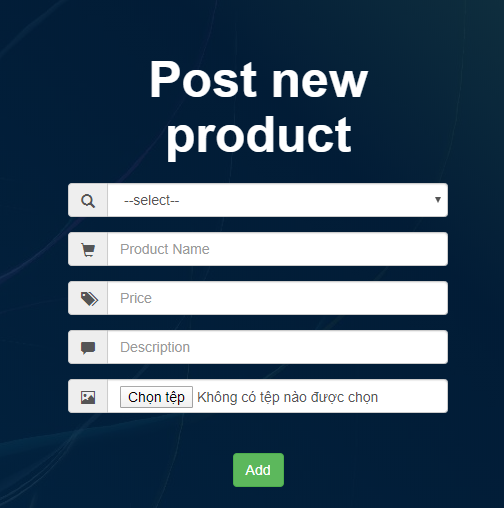 Post new
product
--select--
Product Name
Price
Description
Chọn tệp Không có tệp nào được chọn
Add